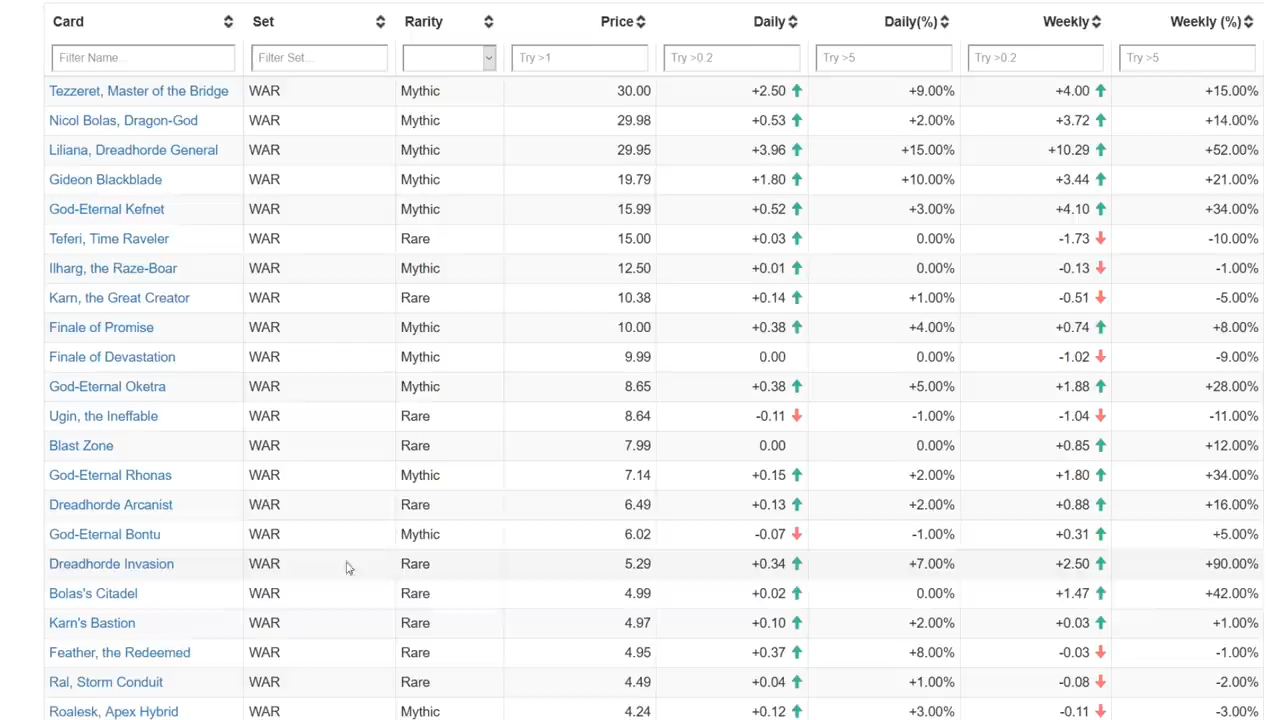 Card Set Rarity Price Daily Daily(%) Weekly Weekly (%)
Filter Name... Filter Set... Try >1 Try >0.2 Try >5 Try >0.2 Try >5
Tezzeret, Master of the Bridge WAR Mythic 30.00 +2.50 +9.00% +4.00 +15.00%
Nicol Bolas, Dragon-God WAR Mythic 29.98 +0.53 +2.00% +3.72 +14.00%
Liliana, Dreadhorde General WAR Mythic 29.95 +3.96 +15.00% +10.29 +52.00%
Gideon Blackblade WAR Mythic 19.79 +1.80 +10.00% +3.44 +21.00%
God-Eternal Kefnet WAR Mythic 15.99 +0.52 +3.00% +4.10 +34.00%
Teferi, Time Raveler WAR Rare 15.00 +0.03 0.00% -1.73 -10.00%
Ilharg, the Raze-Boar WAR Mythic 12.50 +0.01 0.00% -0.13 -1.00%
Karn, the Great Creator WAR Rare 10.38 +0.14 +1.00% -0.51 -5.00%
Finale of Promise WAR Mythic 10.00 +0.38 +4.00% +0.74 +8.00%
Finale of Devastation WAR Mythic 9.99 0.00 0.00% -1.02 -9.00%
God-Eternal Oketra WAR Mythic 8.65 +0.38 +5.00% +1.88 +28.00%
Ugin, the Ineffable WAR Rare 8.64 -0.11 -1.00% -1.04 -11.00%
Blast Zone WAR Rare 7.99 0.00 0.00% +0.85 +12.00%
God-Eternal Rhonas WAR Mythic 7.14 +0.15 +2.00% +1.80 +34.00%
Dreadhorde Arcanist WAR Rare 6.49 +0.13 +2.00% +0.88 +16.00%
God-Eternal Bontu WAR Mythic 6.02 -0.07 -1.00% +0.31 +5.00%
Dreadhorde Invasion WAR Rare 5.29 +0.34 +7.00% +2.50 +90.00%
Bolas's Citadel WAR Rare 4.99 +0.02 0.00% +1.47 +42.00%
Karn's Bastion WAR Rare 4.97 +0.10 +2.00% +0.03 +1.00%
Feather, the Redeemed WAR Rare 4.95 +0.37 +8.00% -0.03 -1.00%
Ral, Storm Conduit WAR Rare 4.49 +0.04 +1.00% -0.08 -2.00%
Roalesk, Apex Hybrid WAR Mythic 4.24 +0.12 +3.00% -0.11 -3.00%